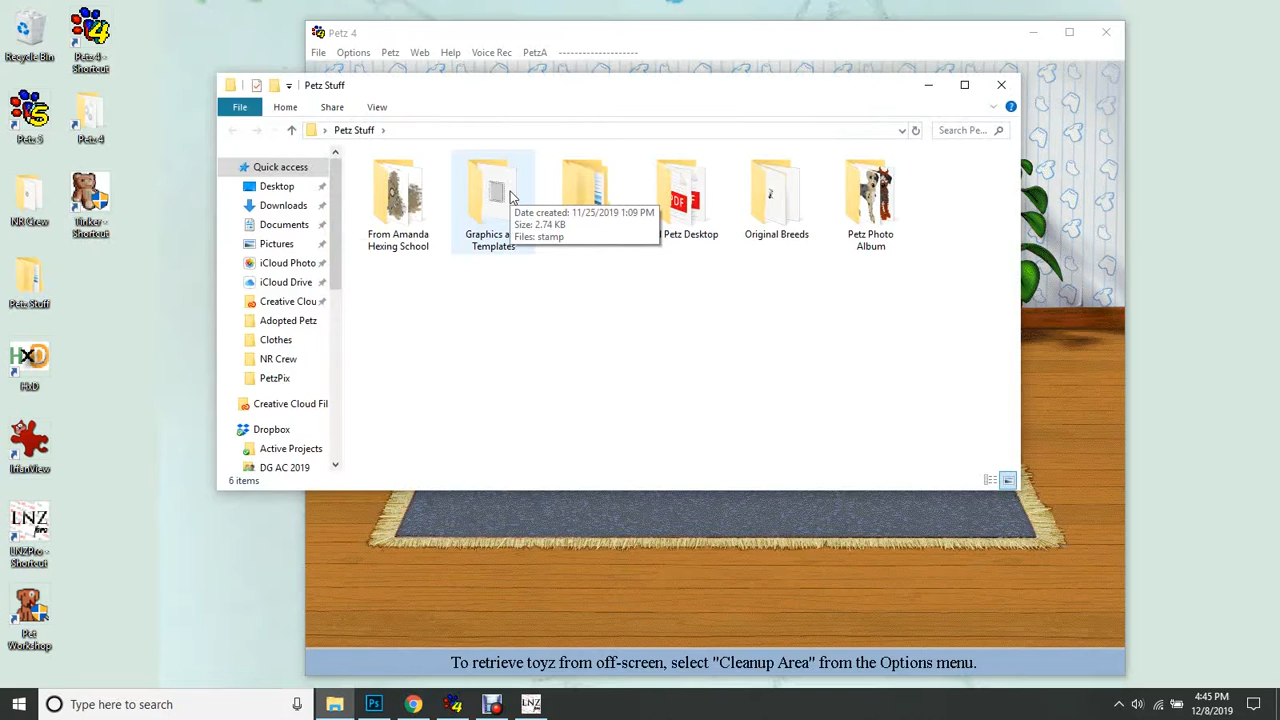 Recycle Bin
Petz 4 -
Shortcut
Petz 5
Petz 4
NR Crew
Tinker -
Shortcut
Petz Stuff
HxD
HxD
IrfanView
LNZ
pro
LNZPro -
Shortcut
Pet
Workshop
Petz 4
File Options Petz Web Help Voice Rec PetzA --------------------
Petz Stuff
File Home Share View
Petz Stuff
Search Pe...
Quick access
Desktop
Downloads
Documents
Pictures
iCloud Photo
iCloud Drive
Creative Clou
Adopted Petz
Clothes
NR Crew
PetzPix
Creative Cloud Fil
Dropbox
Active Projects
DG AC 2019
From Amanda
Hexing School
Graphics a
Templates
PDF
Petz Desktop
Original Breeds
Petz Photo
Album
Date created: 11/25/2019 1:09 PM
Size: 2.74 KB
Files: stamp
6 items
To retrieve toyz from off-screen, select "Cleanup Area" from the Options menu.
Type here to search
Ps
LNZ
4:45 PM
12/8/2019